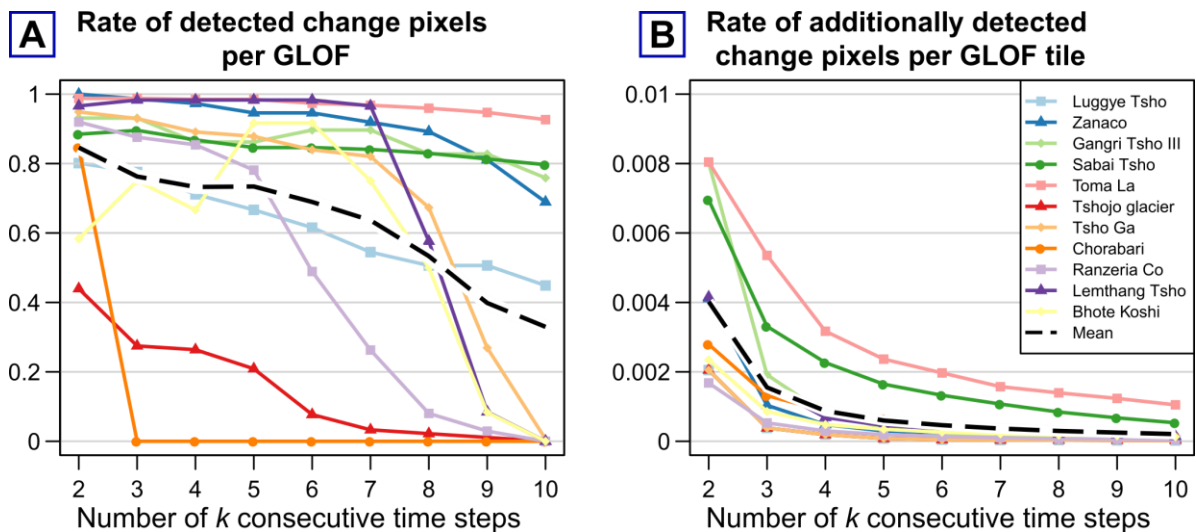 A
Rate of detected change pixels
per GLOF
1
0.8
0.6
0.4
0.2
0
2 3 4 5 6 7 8 9 10
Number of k consecutive time steps
B
Rate of additionally detected
change pixels per GLOF tile
0.01
0.008
0.006
0.004
0.002
0
2 3 4 5 6 7 8 9 10
Number of k consecutive time steps
Luggye Tsho
Zanaco
Gangri Tsho III
Sabai Tsho
Toma La
Tshojo glacier
Tsho Ga
Chorabari
Ranzeria Co
Lemthang Tsho
Bhote Koshi
Mean